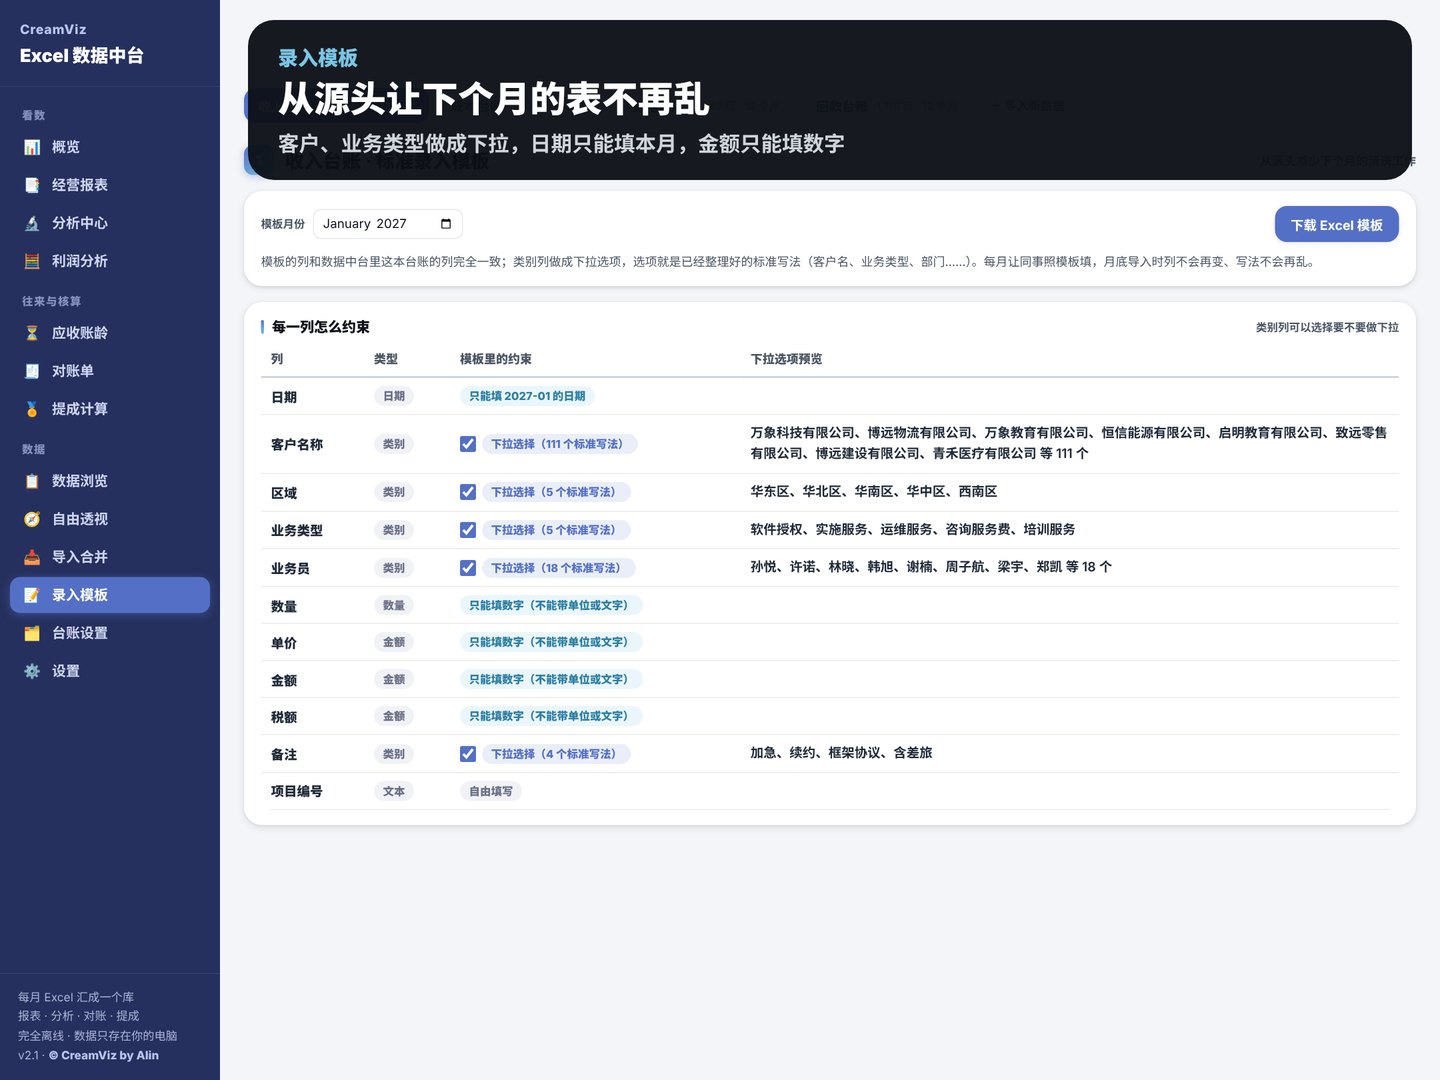 CreamViz
Excel 数据中台
看数
📊 概览
📑 经营报表
🔬 分析中心
🧮 利润分析
往来与核算
⏳ 应收账龄
🧾 对账单
🏅 提成计算
数据
📋 数据浏览
🧭 自由透视
📥 导入合并
📝 录入模板
🗂️ 台账设置
⚙️ 设置
每月 Excel 汇成一个库
报表 · 分析 · 对账 · 提成
完全离线 · 数据只存在你的电脑
v2.1 · © CreamViz by Alin
录入模板
从源头让下个月的表不再乱
客户、业务类型做成下拉，日期只能填本月，金额只能填数字
收入台账 · 标准录入模板
从源头减少下个月的清洗工作
模板月份 January 2027
下载 Excel 模板
模板的列和数据中台里这本台账的列完全一致；类别列做成下拉选项，选项就是已经整理好的标准写法（客户名、业务类型、部门……）。每月让同事照模板填，月底导入时列不会再变、写法不会再乱。
每一列怎么约束
类别列可以选择要不要做下拉
列 类型 模板里的约束 下拉选项预览
日期 日期 只能填 2027-01 的日期
客户名称 类别 下拉选择（111 个标准写法） 万象科技有限公司、博远物流有限公司、万象教育有限公司、恒信能源有限公司、启明教育有限公司、致远零售
有限公司、博远建设有限公司、青禾医疗有限公司 等 111 个
区域 类别 下拉选择（5 个标准写法） 华东区、华北区、华南区、华中区、西南区
业务类型 类别 下拉选择（5 个标准写法） 软件授权、实施服务、运维服务、咨询服务费、培训服务
业务员 类别 下拉选择（18 个标准写法） 孙悦、许诺、林晓、韩旭、谢楠、周子航、梁宇、郑凯 等 18 个
数量 数量 只能填数字（不能带单位或文字）
单价 金额 只能填数字（不能带单位或文字）
金额 金额 只能填数字（不能带单位或文字）
税额 金额 只能填数字（不能带单位或文字）
备注 类别 下拉选择（4 个标准写法） 加急、续约、框架协议、含差旅
项目编号 文本 自由填写